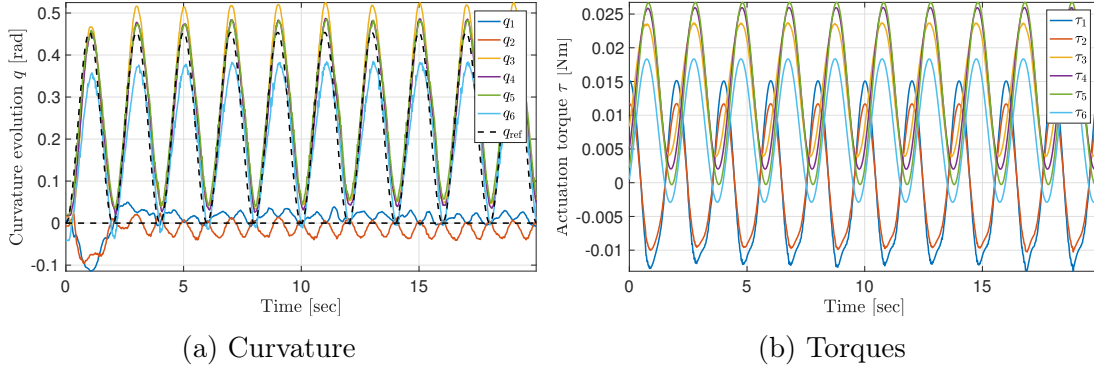 Curvature evolution q [rad]
0.5
0.4
0.3
0.2
0.1
0
-0.1
0 5 10 15
Time [sec]
q1
q2
q3
q4
q5
q6
qref
(a) Curvature
Actuation torque τ [Nm]
0.025
0.02
0.015
0.01
0.005
0
-0.005
-0.01
0 5 10 15
Time [sec]
τ1
τ2
τ3
τ4
τ5
τ6
(b) Torques